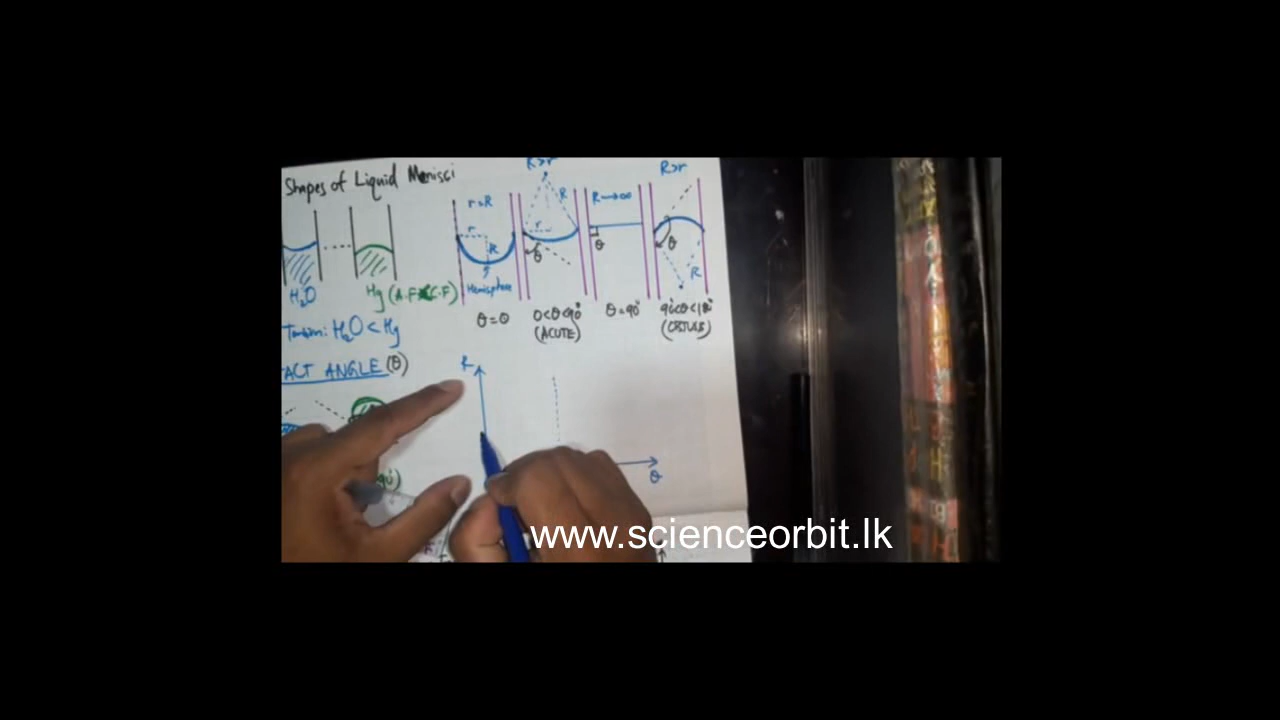 Shapes of Liquid Menisci
R>r
R>r
r=R
R→∞
r
R
r
R
θ
θ
θ
R
Hemisphere
H₂O
Hg (A.F < C.F)
θ = 0
0<θ<90°
(ACUTE)
θ=90°
90°<θ<180°
(OBTUSE)
Tension: H₂O < Hg
ACT ANGLE (θ)
R
θ
www.scienceorbit.lk